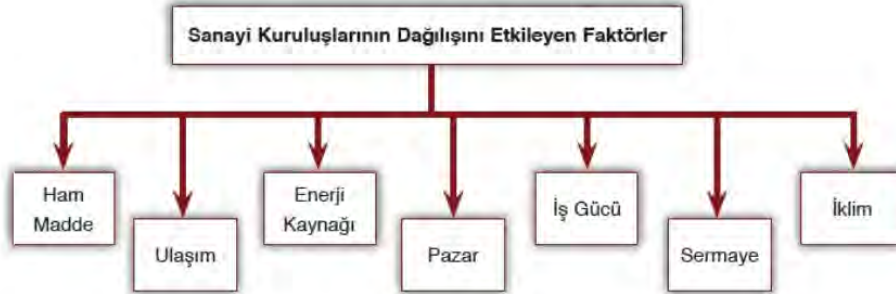 Sanayi Kuruluşlarının Dağılışını Etkileyen Faktörler
Ham
Madde
Ulaşım
Enerji
Kaynağı
Pazar
İş Gücü
Sermaye
İklim